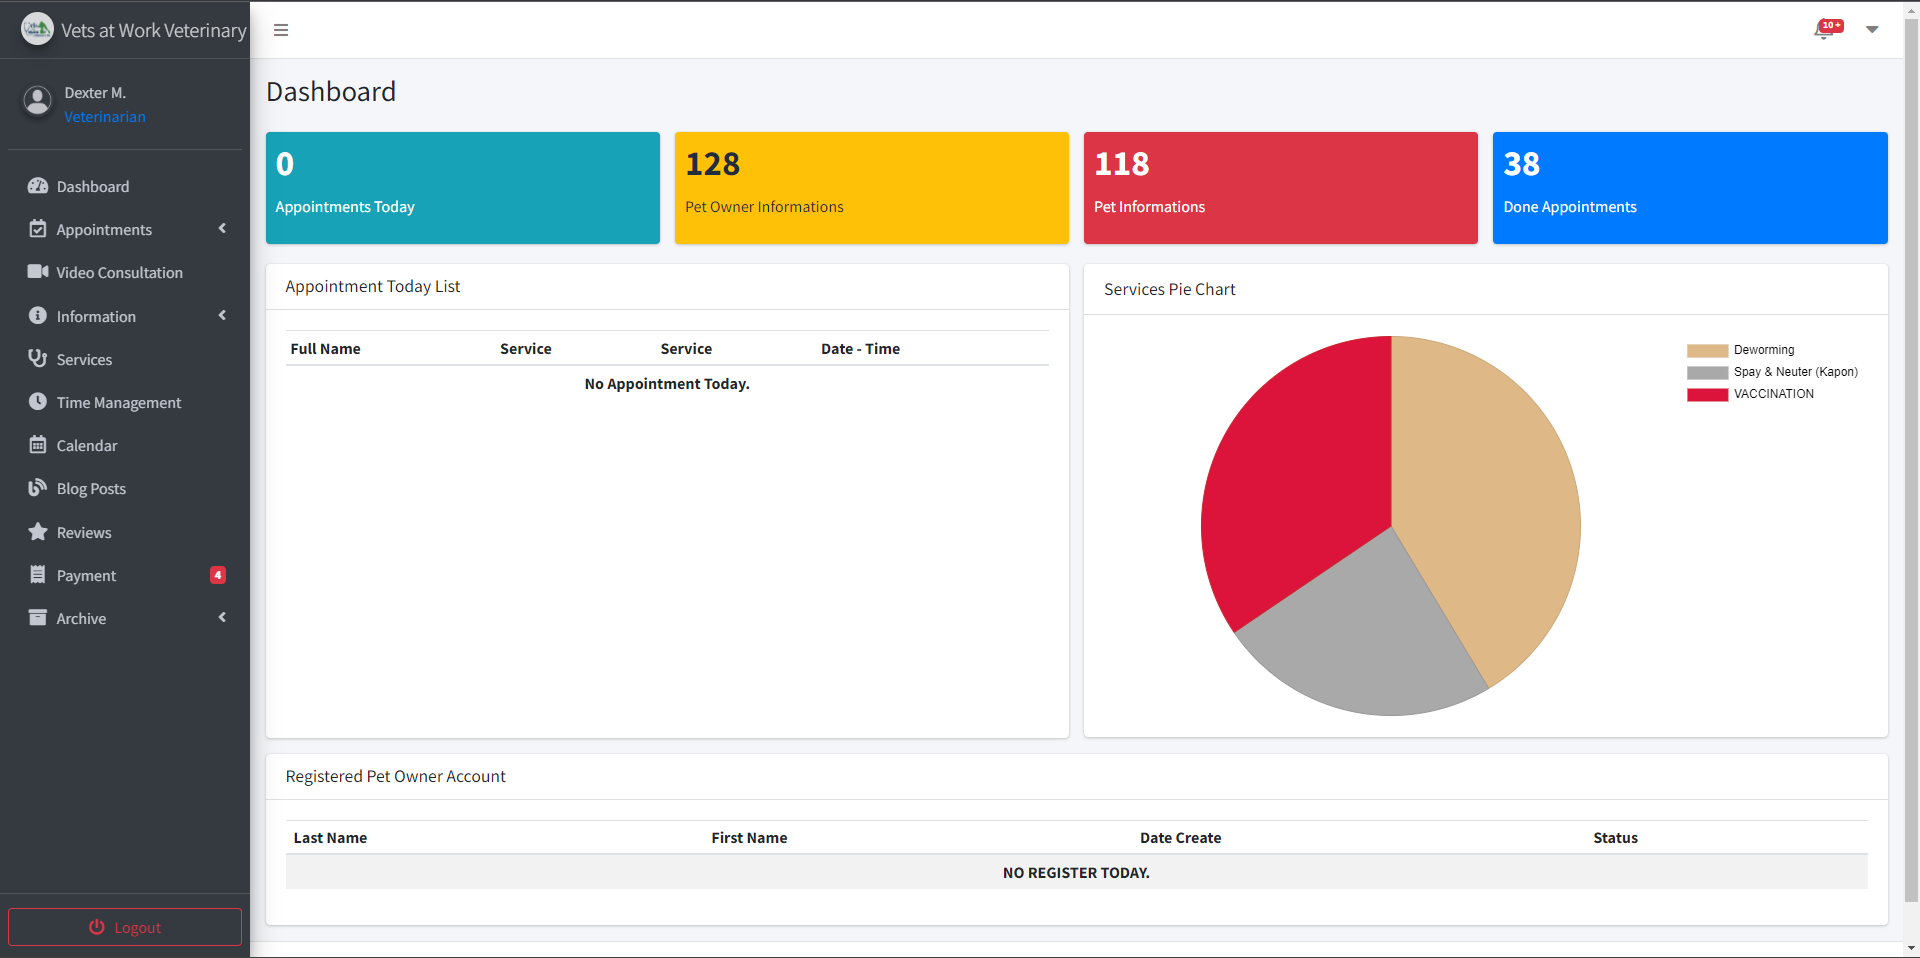 Vets at Work Veterinary
10+
Dexter M.
Veterinarian
Dashboard
Appointments
Video Consultation
Information
Services
Time Management
Calendar
Blog Posts
Reviews
Payment 4
Archive
Logout
Dashboard
0
Appointments Today
128
Pet Owner Informations
118
Pet Informations
38
Done Appointments
Appointment Today List
Full Name Service Service Date - Time
No Appointment Today.
Services Pie Chart
Deworming
Spay & Neuter (Kapon)
VACCINATION
Registered Pet Owner Account
Last Name First Name Date Create Status
NO REGISTER TODAY.